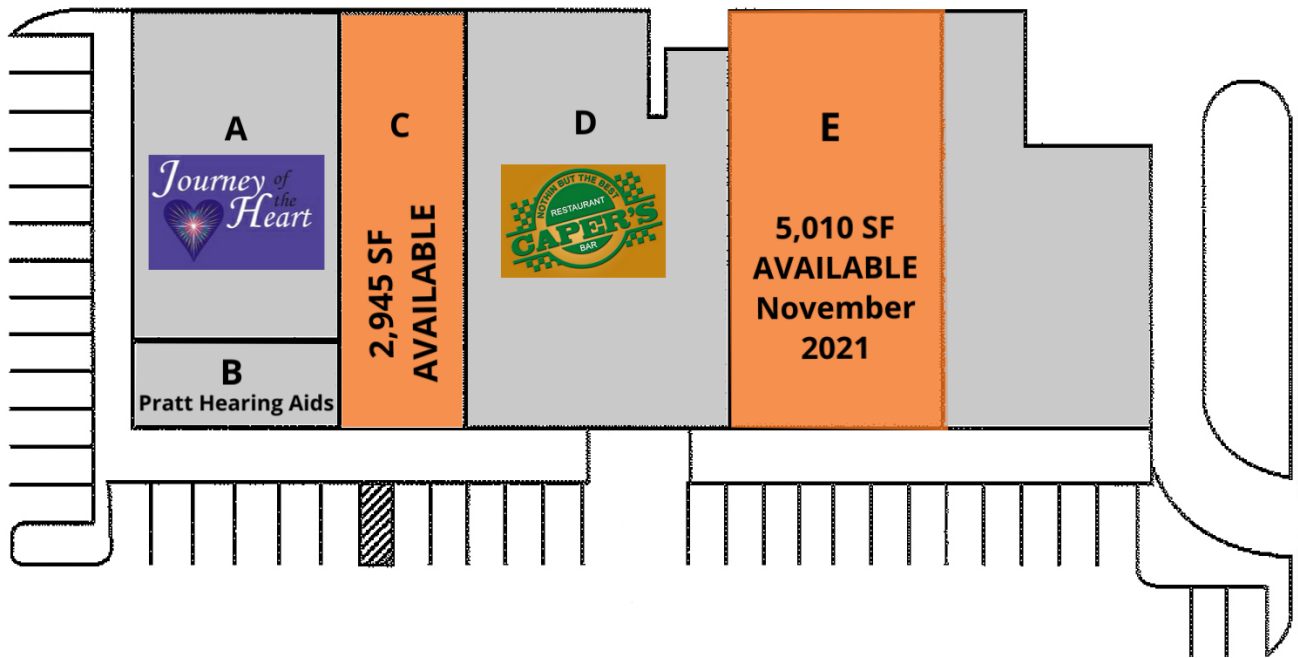 A
Journey of
the
Heart
B
Pratt Hearing Aids
C
2,945 SF
AVAILABLE
D
NOTHIN BUT THE BEST
RESTAURANT
CAPER'S
BAR
E
5,010 SF
AVAILABLE
November
2021